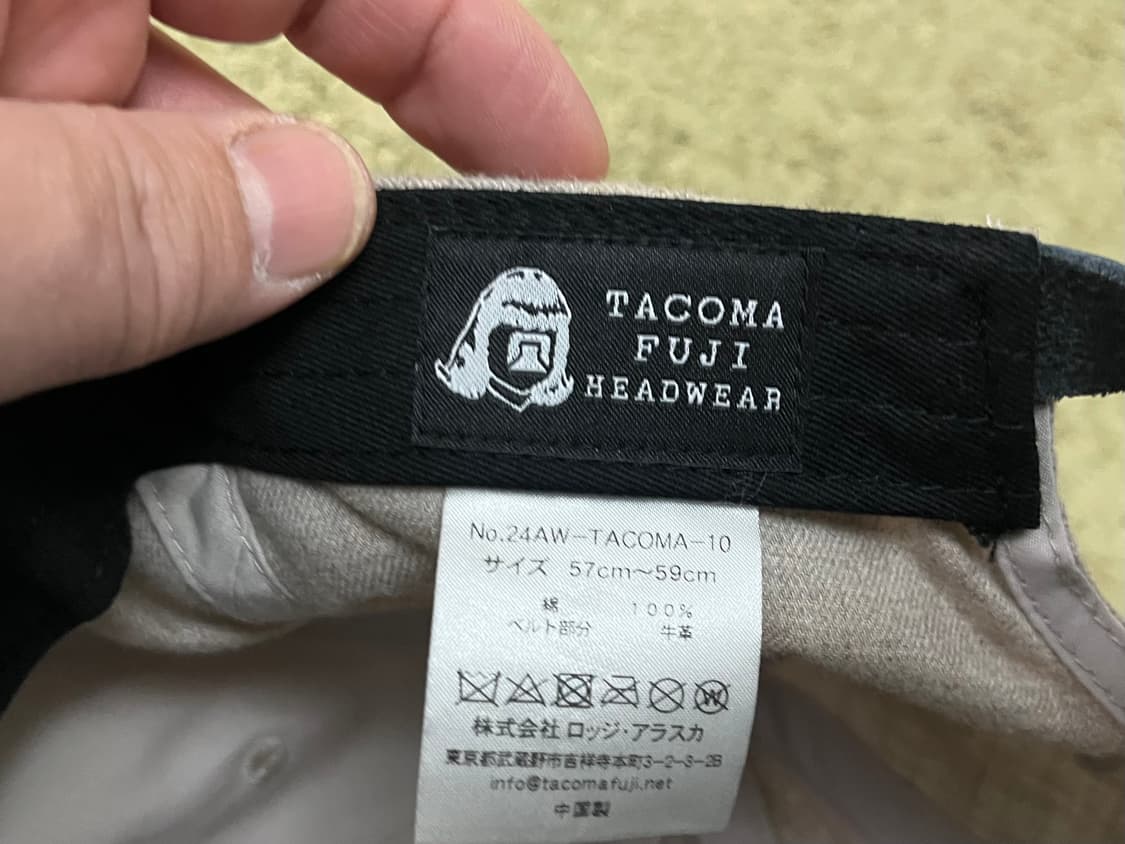 TACOMA
FUJI
HEADWEAR
No.24AW-TACOMA-10
サイズ 57cm〜59cm
綿 100%
ベルト部分 牛革
W
株式会社 ロッジ・アラスカ
東京都武蔵野市吉祥寺本町3-2-3-2B
info@tacomafuji.net
中国製